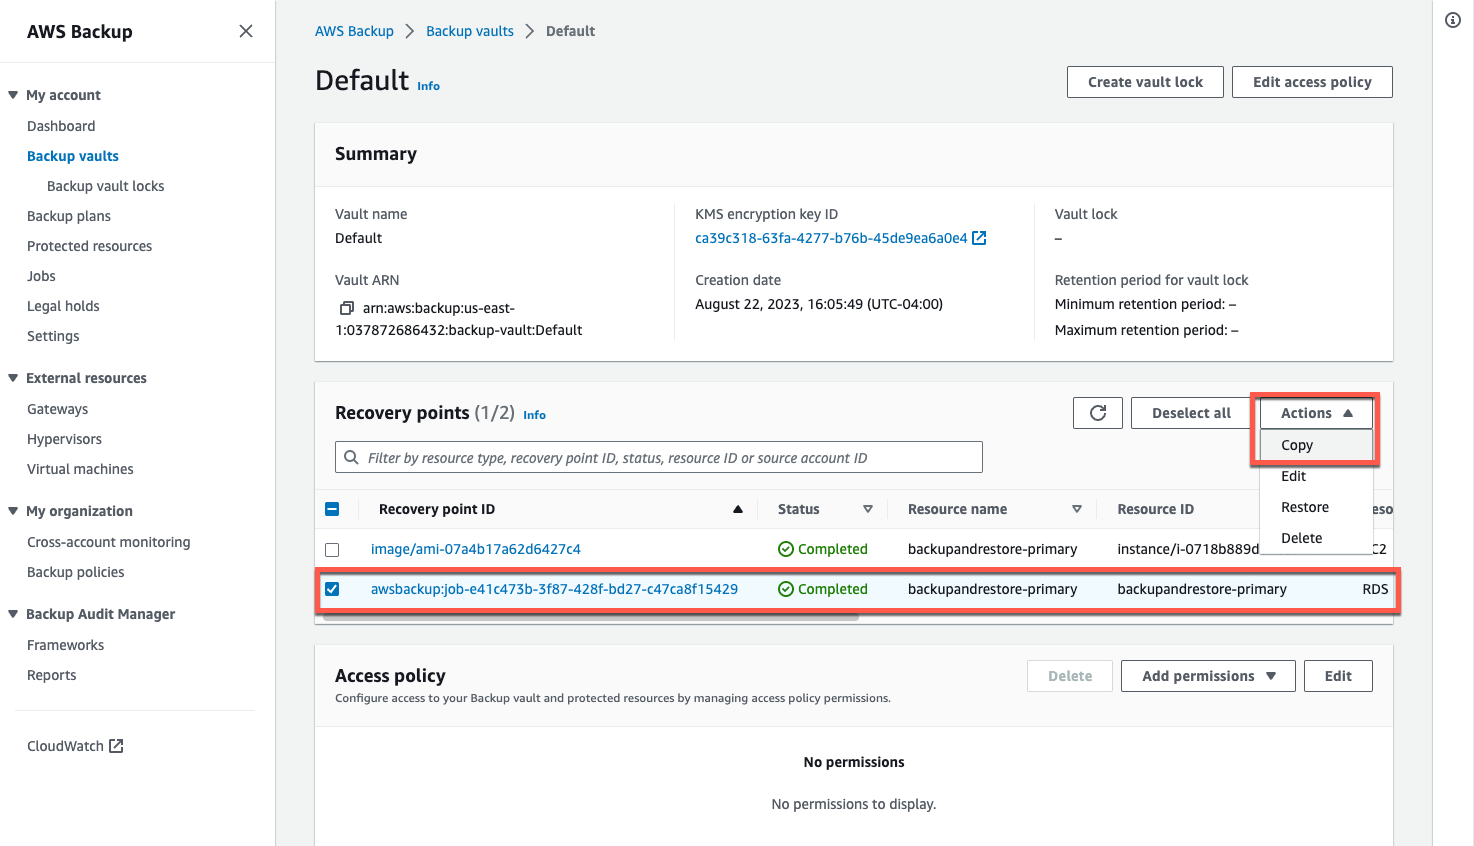 AWS Backup
My account
Dashboard
Backup vaults
Backup vault locks
Backup plans
Protected resources
Jobs
Legal holds
Settings
External resources
Gateways
Hypervisors
Virtual machines
My organization
Cross-account monitoring
Backup policies
Backup Audit Manager
Frameworks
Reports
CloudWatch
AWS Backup > Backup vaults > Default
Default Info
Create vault lock
Edit access policy
Summary
Vault name
Default
Vault ARN
arn:aws:backup:us-east-
1:037872686432:backup-vault:Default
KMS encryption key ID
ca39c318-63fa-4277-b76b-45de9ea6a0e4
Creation date
August 22, 2023, 16:05:49 (UTC-04:00)
Vault lock
–
Retention period for vault lock
Minimum retention period: –
Maximum retention period: –
Recovery points (1/2) Info
Deselect all
Actions
Copy
Edit
Restore
Delete
Filter by resource type, recovery point ID, status, resource ID or source account ID
Recovery point ID Status Resource name Resource ID eso
image/ami-07a4b17a62d6427c4 Completed backupandrestore-primary instance/i-0718b889d C2
awsbackup:job-e41c473b-3f87-428f-bd27-c47ca8f15429 Completed backupandrestore-primary backupandrestore-primary RDS
Access policy
Configure access to your Backup vault and protected resources by managing access policy permissions.
Delete
Add permissions
Edit
No permissions
No permissions to display.